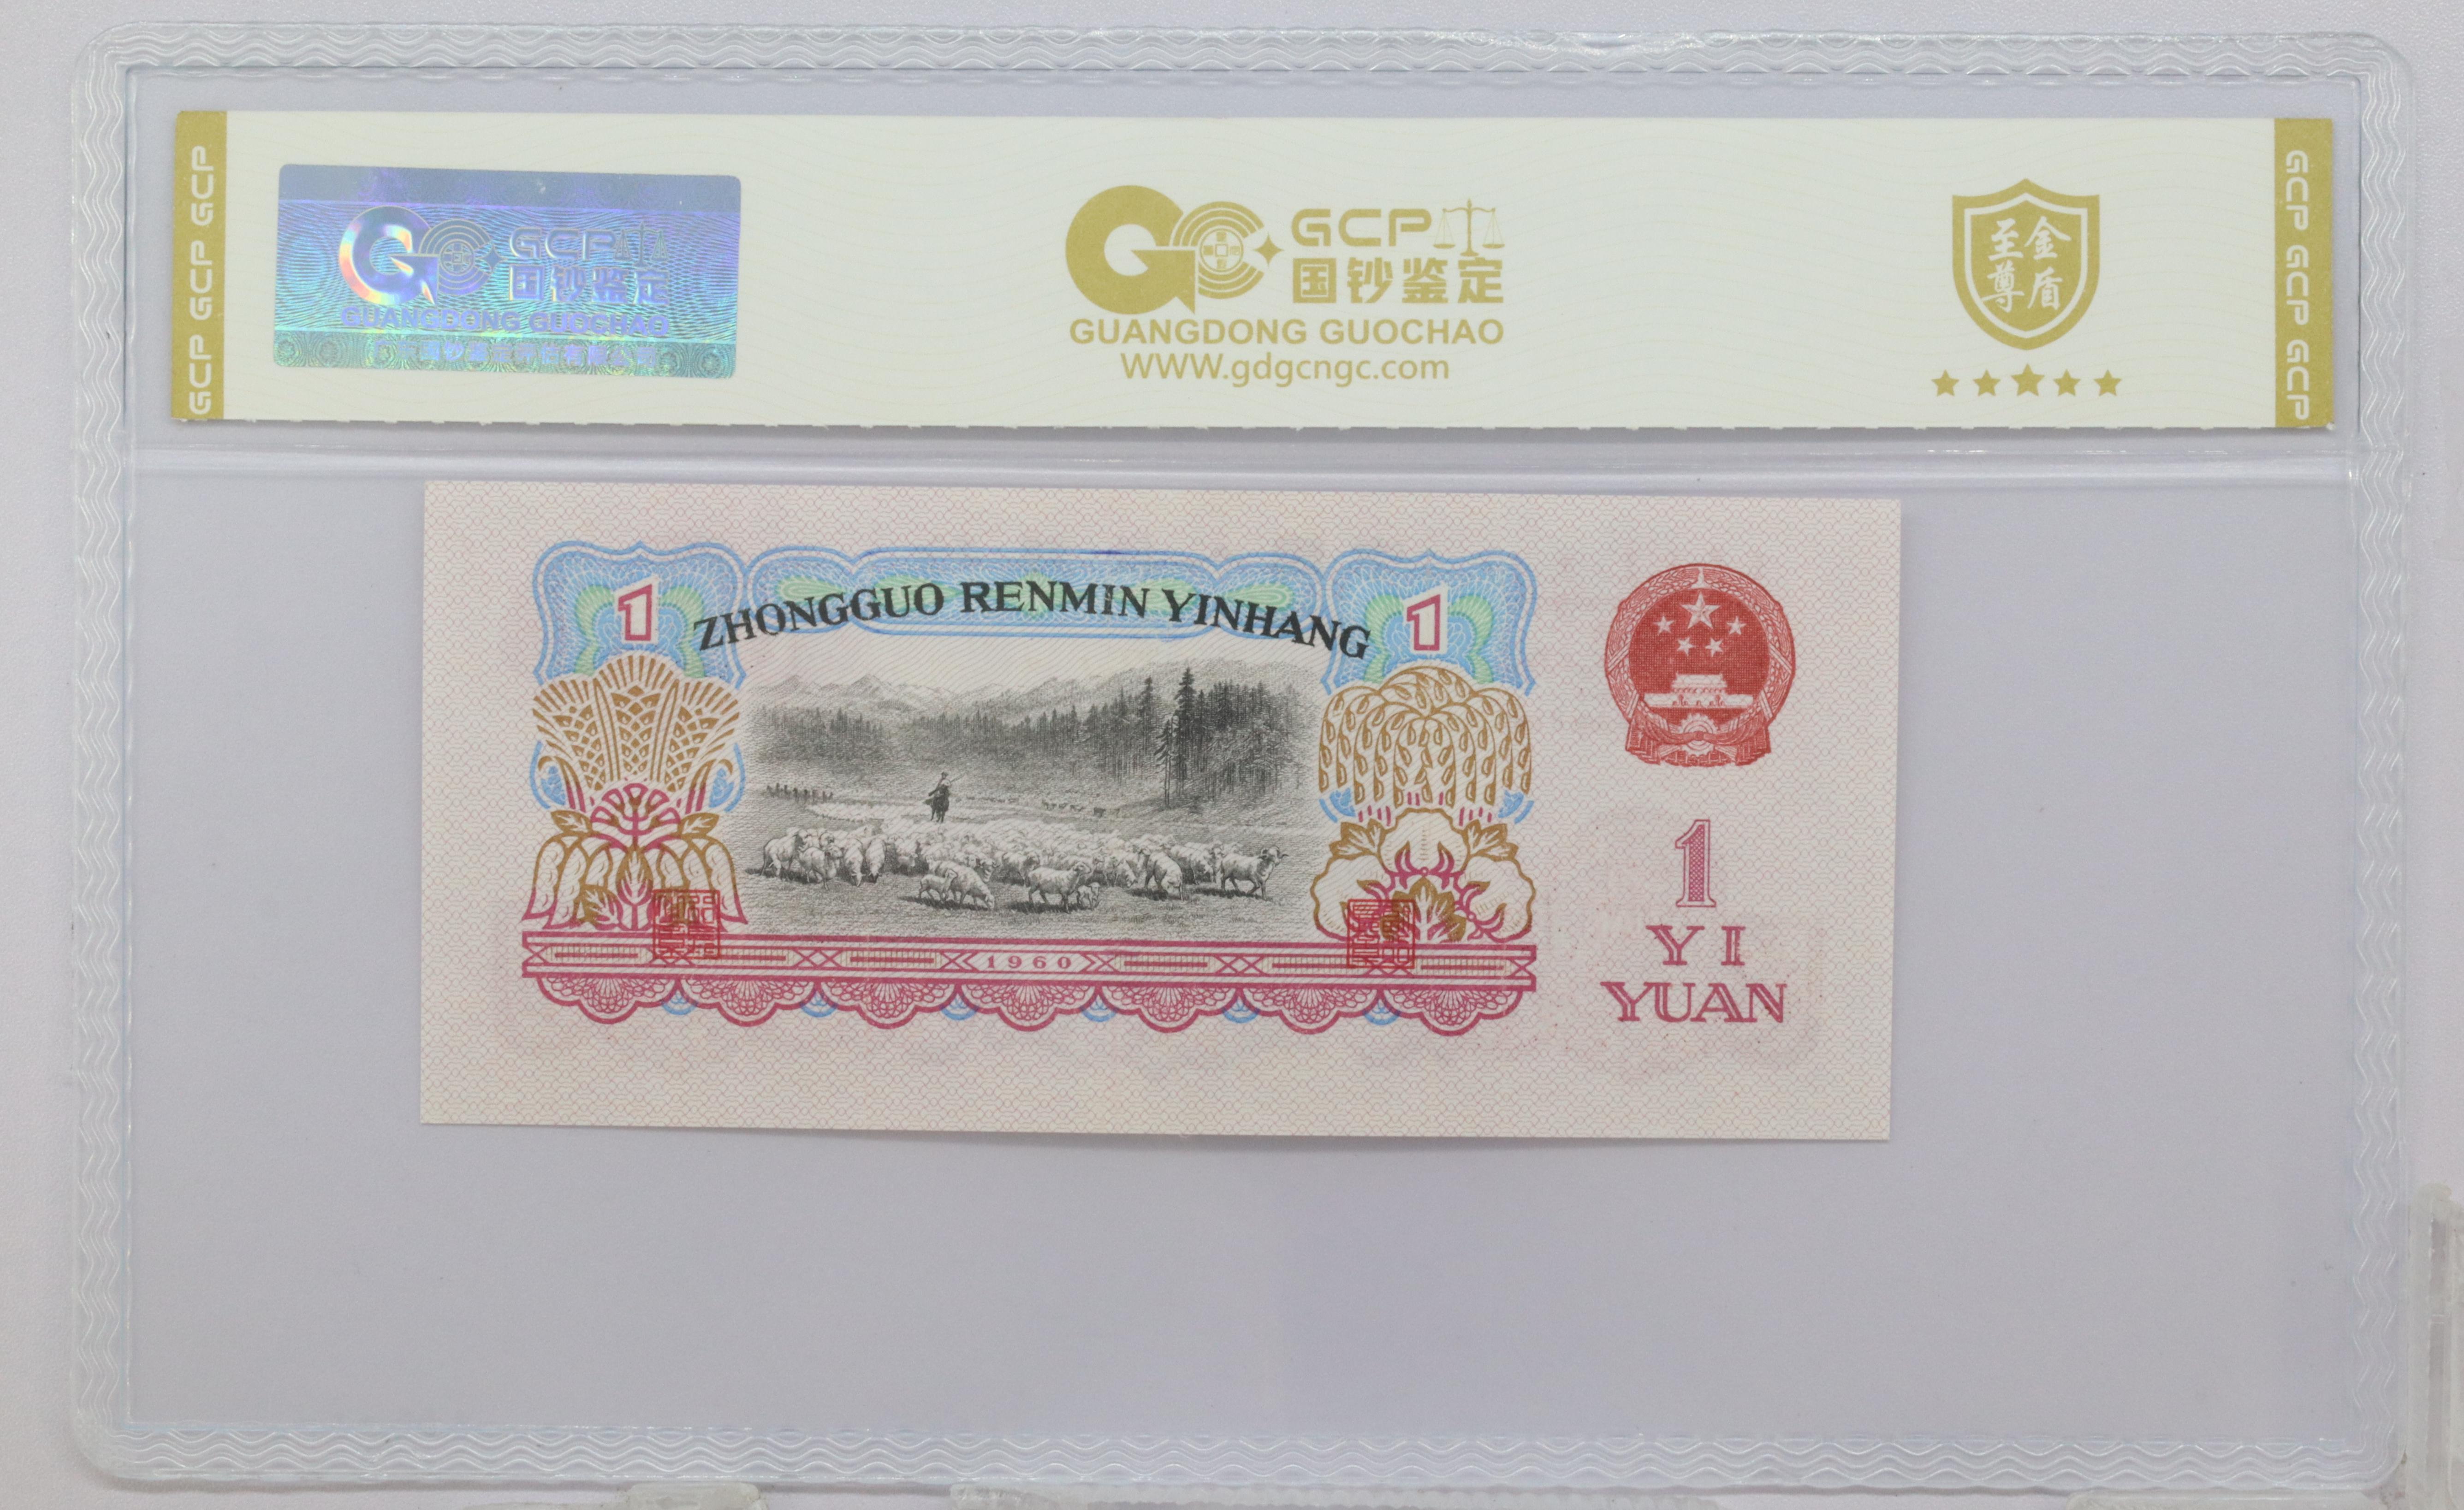 GCP GCP GCP
GCP
国钞鉴定
GUANGDONG GUOCHAO
GCP
国钞鉴定
GUANGDONG GUOCHAO
WWW.gdgcngc.com
至金
尊盾
GCP GCP GCP
1
ZHONGGUO RENMIN YINHANG
1
1960
1
YI
YUAN